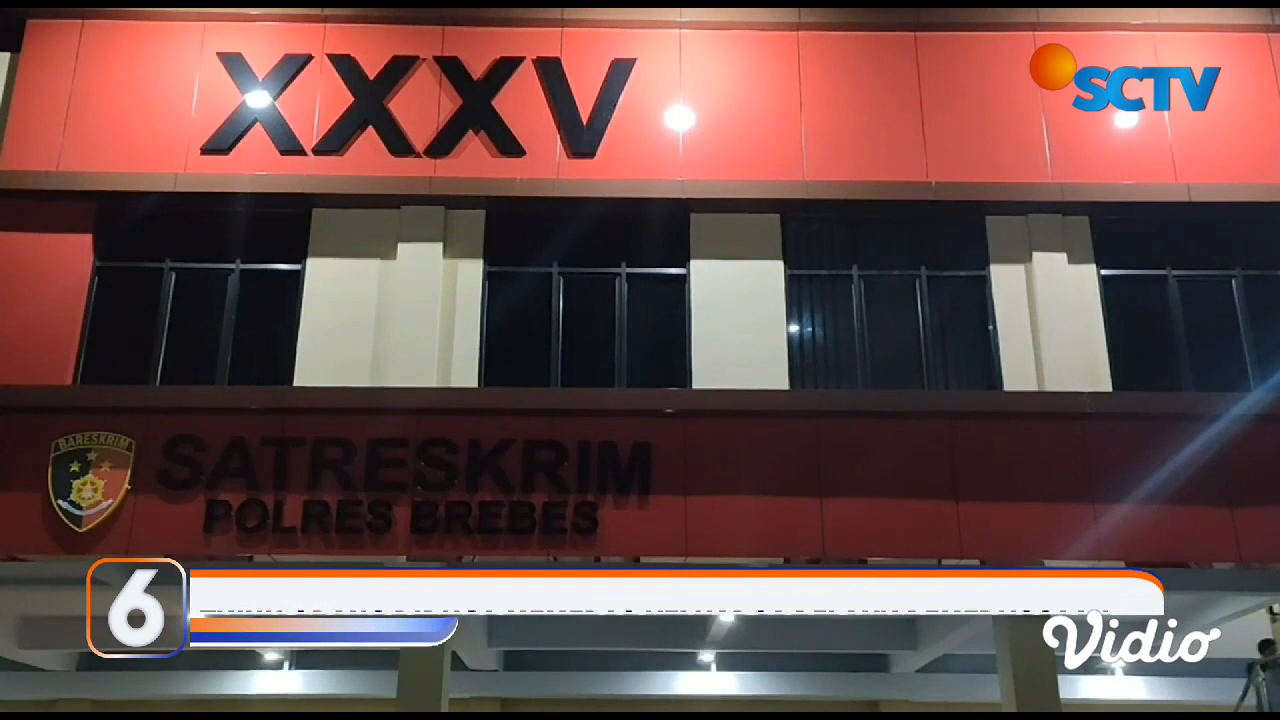 XXXV
SCTV
BARESKRIM
SATRESKRIM
POLRES BREBES
6
Vidio